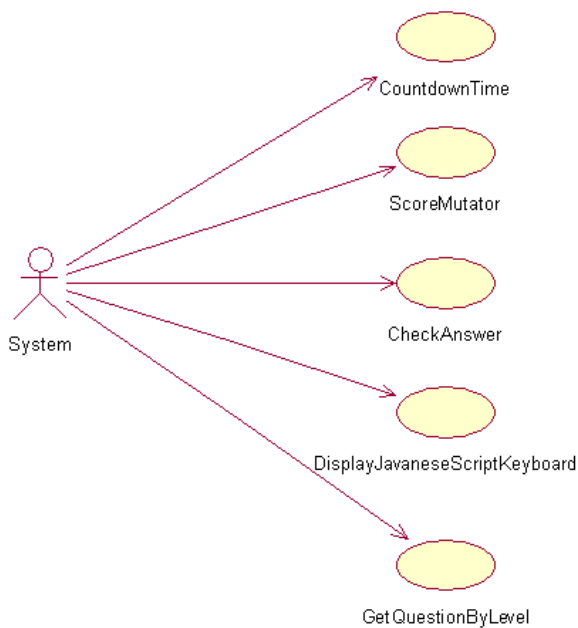 CountdownTime
ScoreMutator
System
CheckAnswer
DisplayJavaneseScriptKeyboard
GetQuestionByLevel